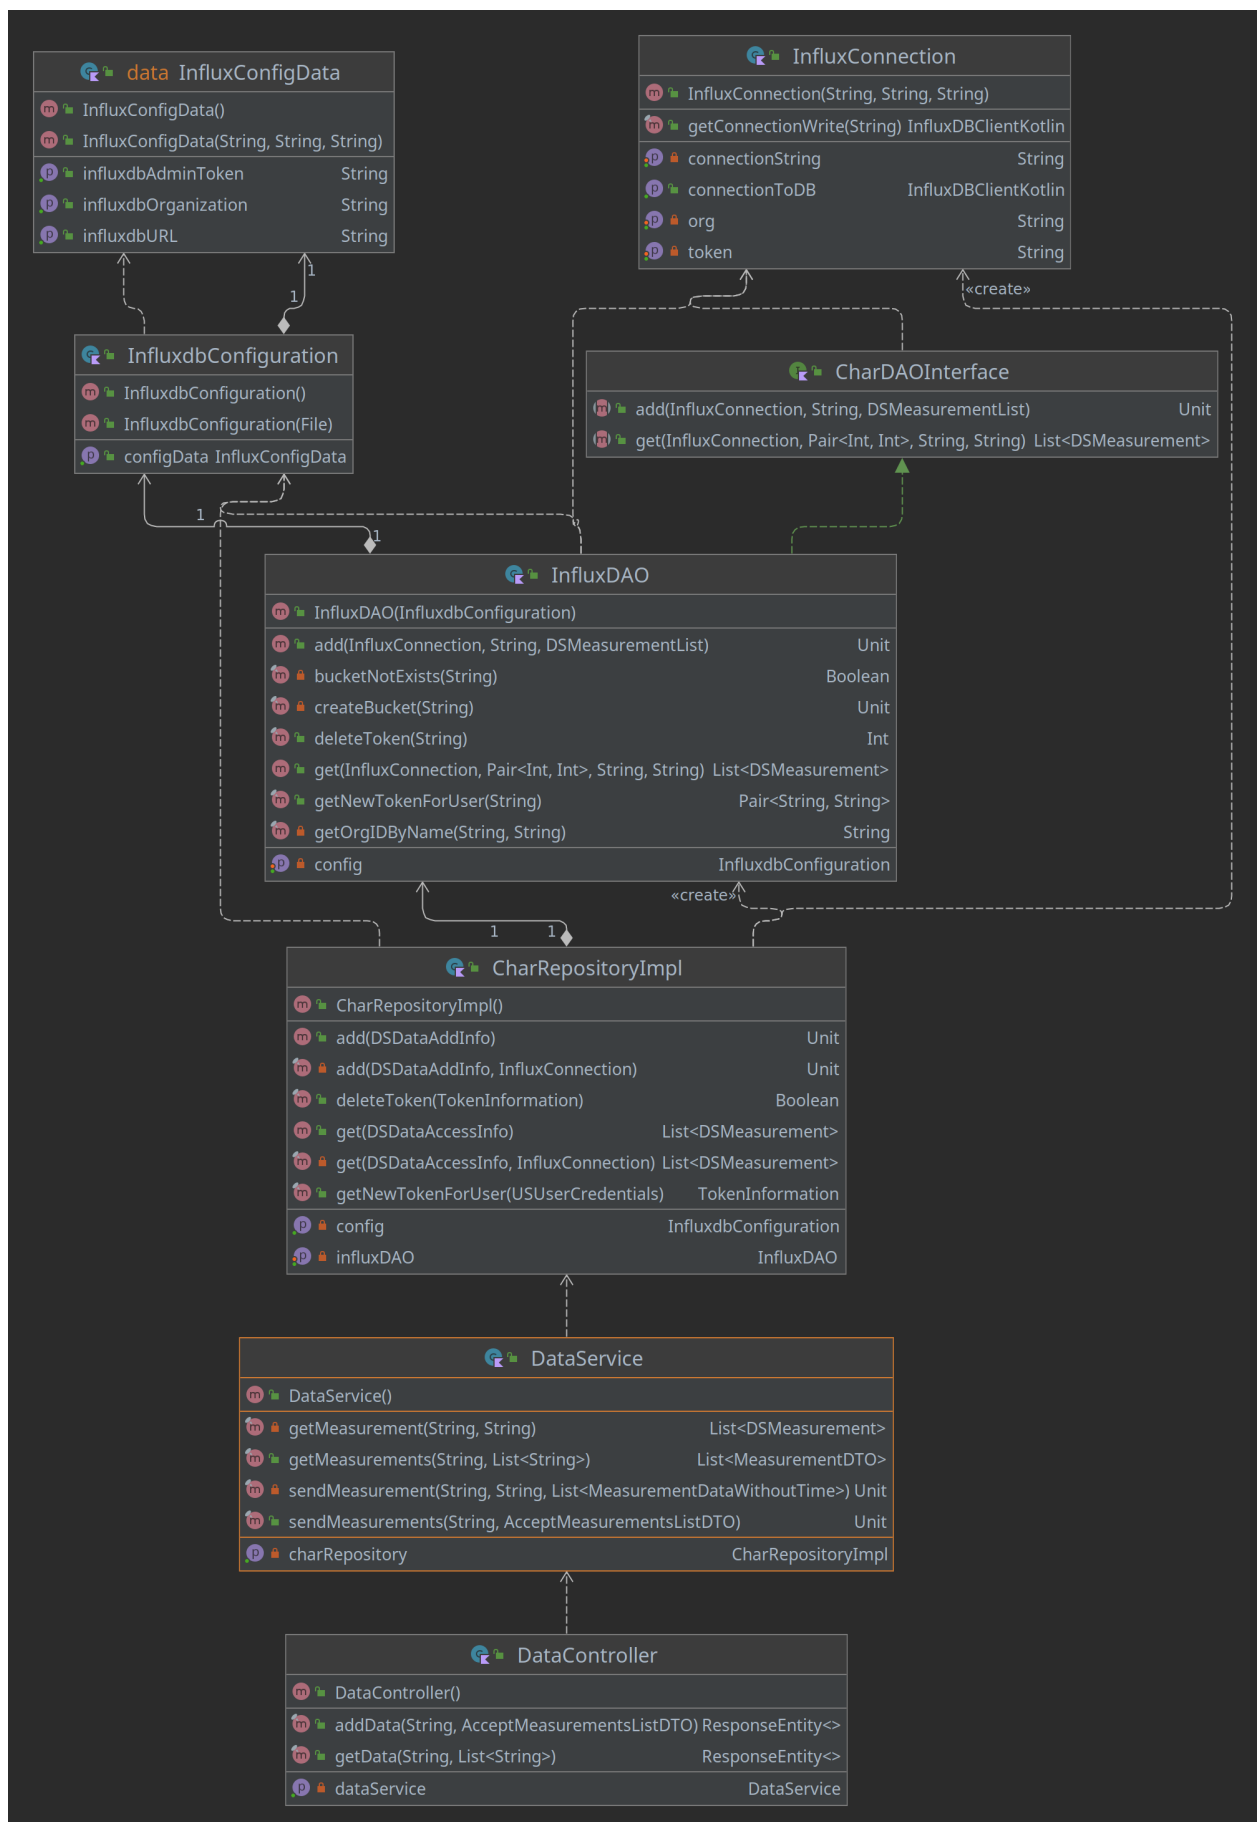 data InfluxConfigData
InfluxConfigData()
InfluxConfigData(String, String, String)
influxdbAdminToken String
influxdbOrganization String
influxdbURL String
InfluxConnection
InfluxConnection(String, String, String)
getConnectionWrite(String) InfluxDBClientKotlin
connectionString String
connectionToDB InfluxDBClientKotlin
org String
token String
1
1
«create»
InfluxdbConfiguration
InfluxdbConfiguration()
InfluxdbConfiguration(File)
configData InfluxConfigData
CharDAOInterface
add(InfluxConnection, String, DSMeasurementList) Unit
get(InfluxConnection, Pair<Int, Int>, String, String) List<DSMeasurement>
1
1
InfluxDAO
InfluxDAO(InfluxdbConfiguration)
add(InfluxConnection, String, DSMeasurementList) Unit
bucketNotExists(String) Boolean
createBucket(String) Unit
deleteToken(String) Int
get(InfluxConnection, Pair<Int, Int>, String, String) List<DSMeasurement>
getNewTokenForUser(String) Pair<String, String>
getOrgIDByName(String, String) String
config InfluxdbConfiguration
«create»
1 1
CharRepositoryImpl
CharRepositoryImpl()
add(DSDataAddInfo) Unit
add(DSDataAddInfo, InfluxConnection) Unit
deleteToken(TokenInformation) Boolean
get(DSDataAccessInfo) List<DSMeasurement>
get(DSDataAccessInfo, InfluxConnection) List<DSMeasurement>
getNewTokenForUser(USUserCredentials) TokenInformation
config InfluxdbConfiguration
influxDAO InfluxDAO
DataService
DataService()
getMeasurement(String, String) List<DSMeasurement>
getMeasurements(String, List<String>) List<MeasurementDTO>
sendMeasurement(String, String, List<MeasurementDataWithoutTime>) Unit
sendMeasurements(String, AcceptMeasurementsListDTO) Unit
charRepository CharRepositoryImpl
DataController
DataController()
addData(String, AcceptMeasurementsListDTO) ResponseEntity<>
getData(String, List<String>) ResponseEntity<>
dataService DataService